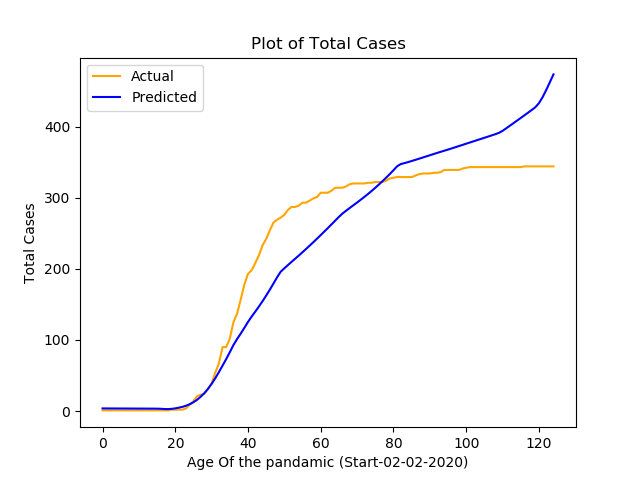 Plot of Total Cases
Actual
Predicted
Total Cases
400
300
200
100
0
0 20 40 60 80 100 120
Age Of the pandamic (Start-02-02-2020)